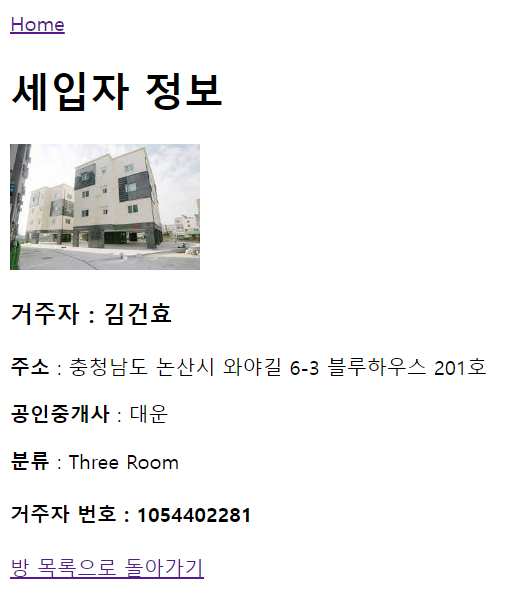 Home
세입자 정보
거주자 : 김건효
주소 : 충청남도 논산시 와야길 6-3 블루하우스 201호
공인중개사 : 대운
분류 : Three Room
거주자 번호 : 1054402281
방 목록으로 돌아가기